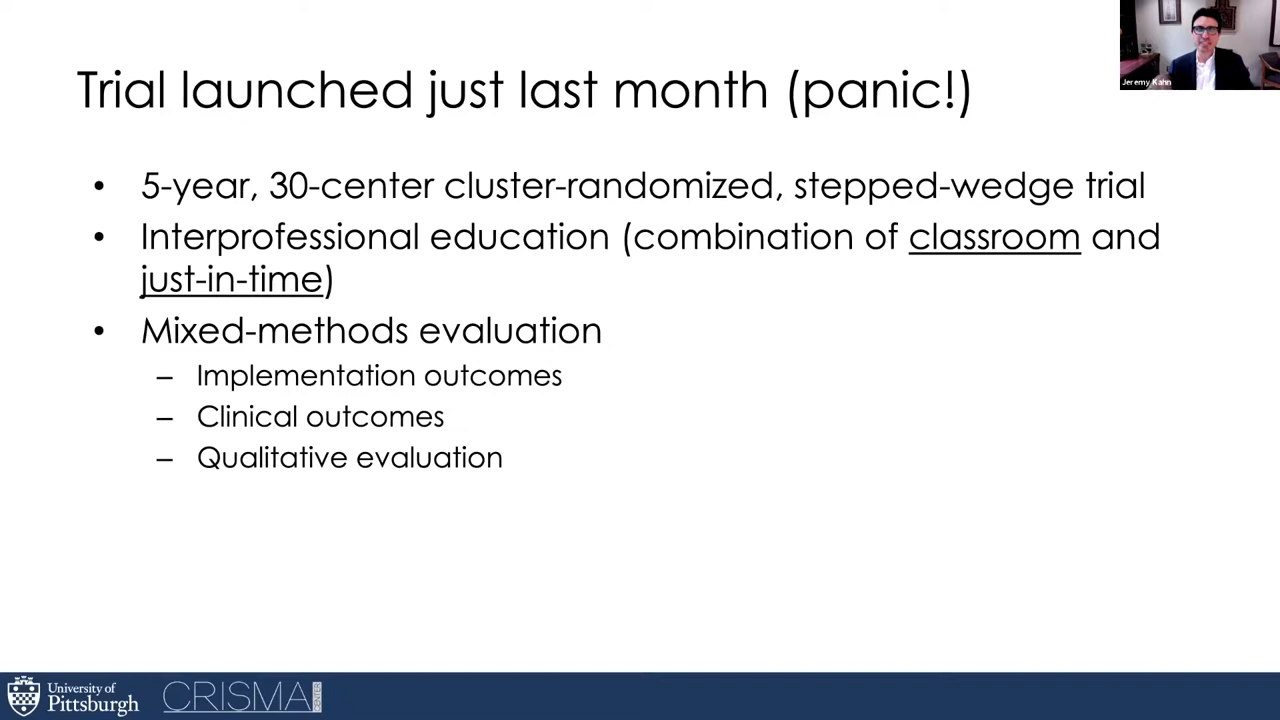 Trial launched just last month (panic!)
Jeremy Kahn
• 5-year, 30-center cluster-randomized, stepped-wedge trial
• Interprofessional education (combination of classroom and
just-in-time)
• Mixed-methods evaluation
– Implementation outcomes
– Clinical outcomes
– Qualitative evaluation
University of
Pittsburgh
CRISMA
CENTER